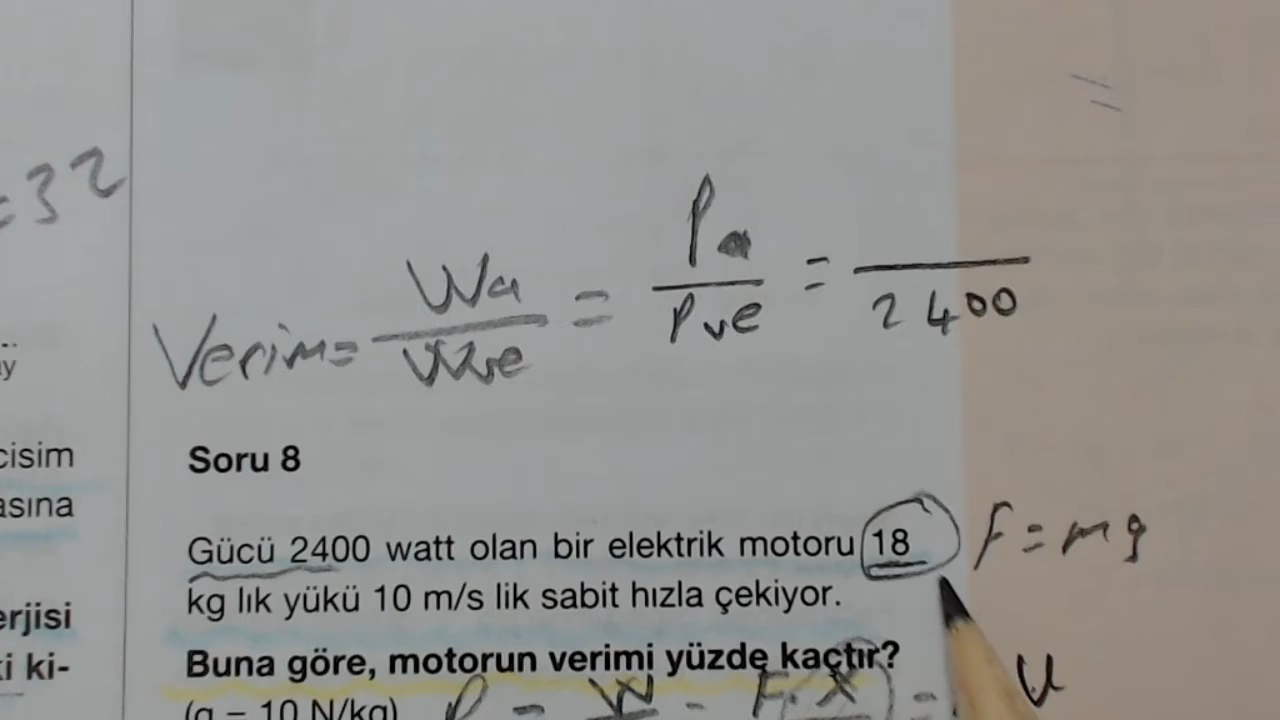 =32
Verim = Wa / Wve = Pa / Pve = / 2400
Soru 8
Gücü 2400 watt olan bir elektrik motoru 18 F = mg
kg lık yükü 10 m/s lik sabit hızla çekiyor.
Buna göre, motorun verimi yüzde kaçtır?
(g = 10 N/kg) P = W = F.X =
cisim
asına
erjisi
i ki-